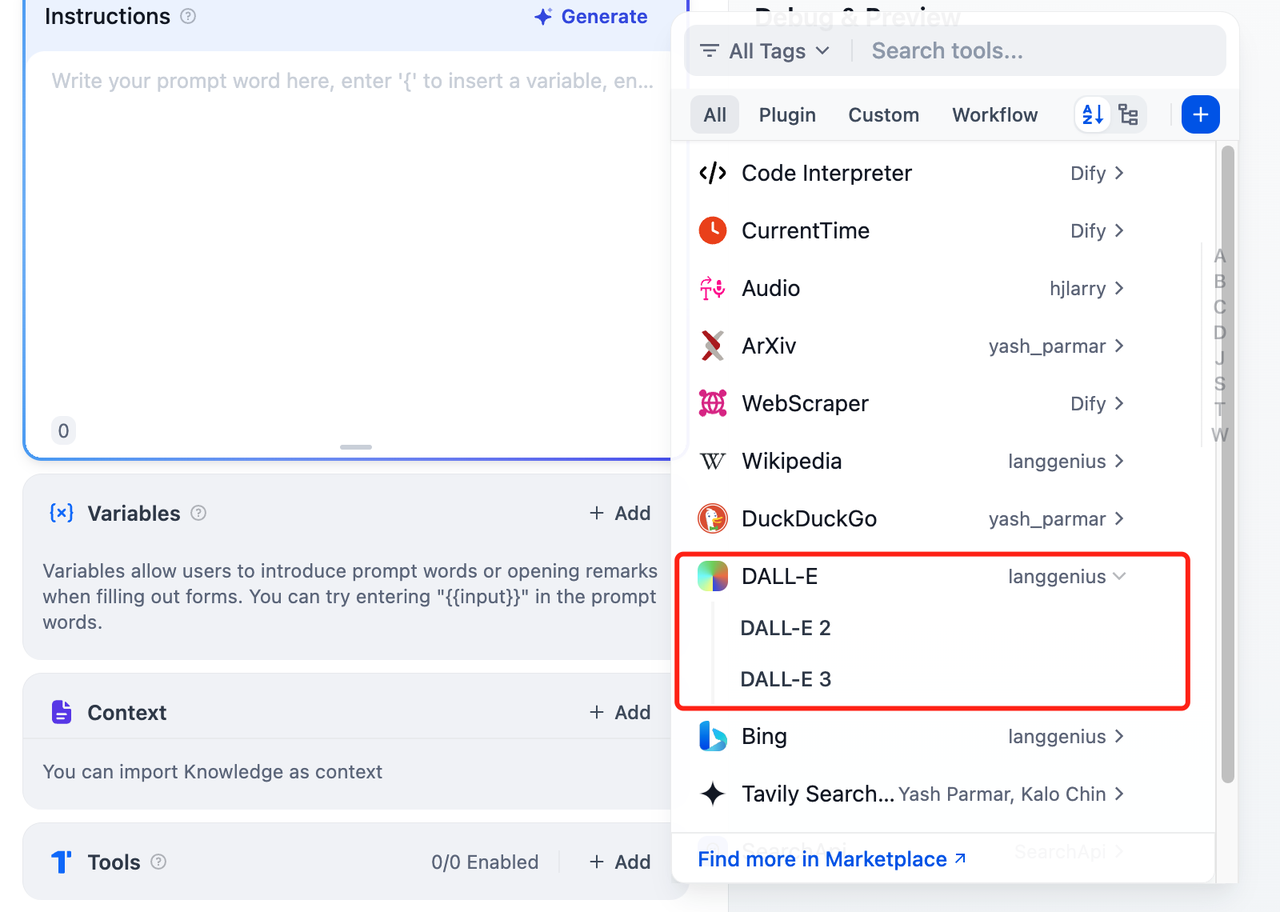 Instructions
Generate
Write your prompt word here, enter '{' to insert a variable, en...
0
Variables
+ Add
Variables allow users to introduce prompt words or opening remarks
when filling out forms. You can try entering "{{input}}" in the prompt
words.
Context
+ Add
You can import Knowledge as context
Tools
0/0 Enabled
+ Add
Debug & Preview
All Tags
Search tools...
All
Plugin
Custom
Workflow
Code Interpreter
Dify
CurrentTime
Dify
Audio
hjlarry
ArXiv
yash_parmar
WebScraper
Dify
Wikipedia
langgenius
DuckDuckGo
yash_parmar
DALL-E
langgenius
DALL-E 2
DALL-E 3
Bing
langgenius
Tavily Search...
Yash Parmar, Kalo Chin
SearchApi
SearchApi
Find more in Marketplace
A
B
C
D
J
S
T
W